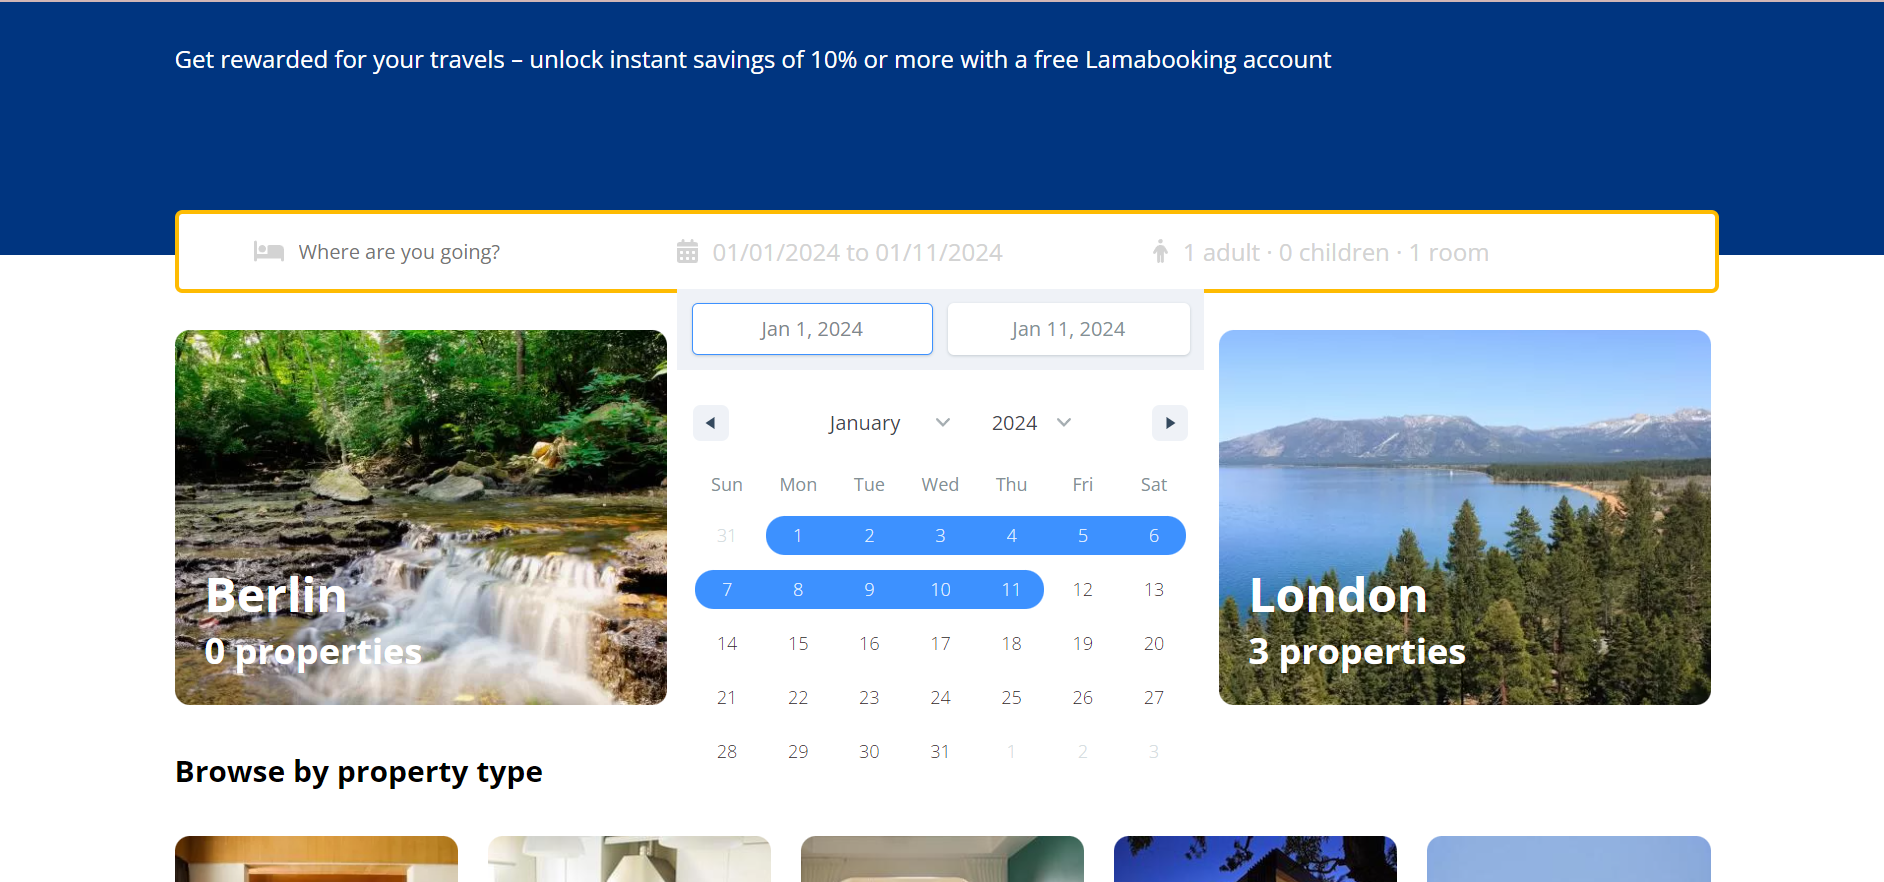 Get rewarded for your travels – unlock instant savings of 10% or more with a free Lamabooking account
Where are you going?
01/01/2024 to 01/11/2024
1 adult · 0 children · 1 room
Jan 1, 2024
Jan 11, 2024
January
2024
Sun Mon Tue Wed Thu Fri Sat
31 1 2 3 4 5 6
7 8 9 10 11 12 13
14 15 16 17 18 19 20
21 22 23 24 25 26 27
28 29 30 31 1 2 3
Berlin
0 properties
London
3 properties
Browse by property type